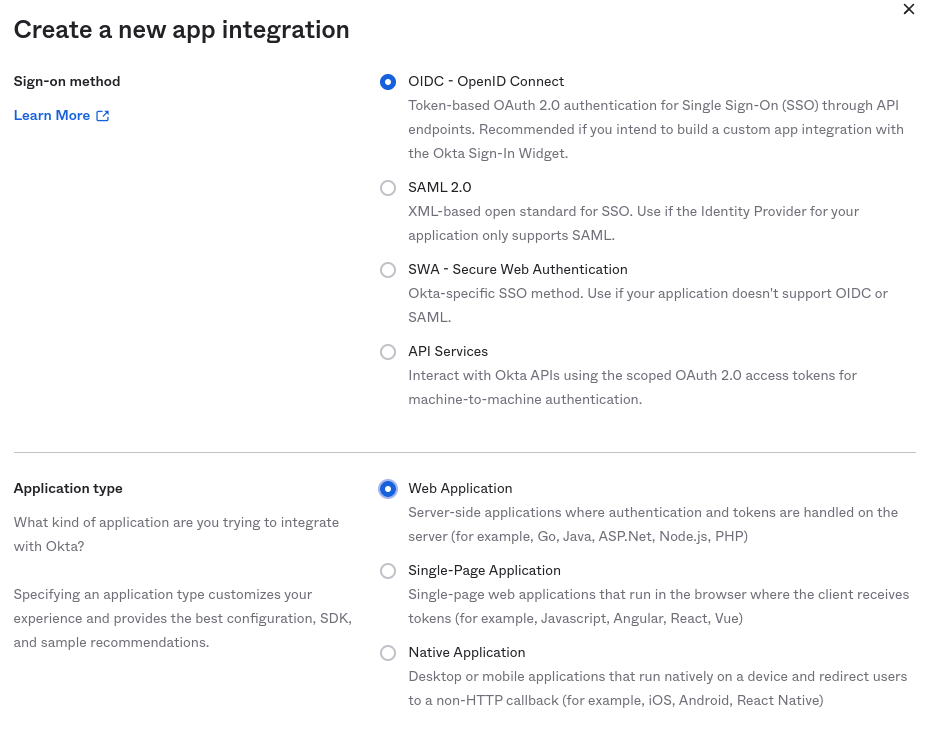 Create a new app integration
Sign-on method
Learn More
OIDC - OpenID Connect
Token-based OAuth 2.0 authentication for Single Sign-On (SSO) through API
endpoints. Recommended if you intend to build a custom app integration with
the Okta Sign-In Widget.
SAML 2.0
XML-based open standard for SSO. Use if the Identity Provider for your
application only supports SAML.
SWA - Secure Web Authentication
Okta-specific SSO method. Use if your application doesn't support OIDC or
SAML.
API Services
Interact with Okta APIs using the scoped OAuth 2.0 access tokens for
machine-to-machine authentication.
Application type
What kind of application are you trying to integrate
with Okta?
Specifying an application type customizes your
experience and provides the best configuration, SDK,
and sample recommendations.
Web Application
Server-side applications where authentication and tokens are handled on the
server (for example, Go, Java, ASP.Net, Node.js, PHP)
Single-Page Application
Single-page web applications that run in the browser where the client receives
tokens (for example, Javascript, Angular, React, Vue)
Native Application
Desktop or mobile applications that run natively on a device and redirect users
to a non-HTTP callback (for example, iOS, Android, React Native)